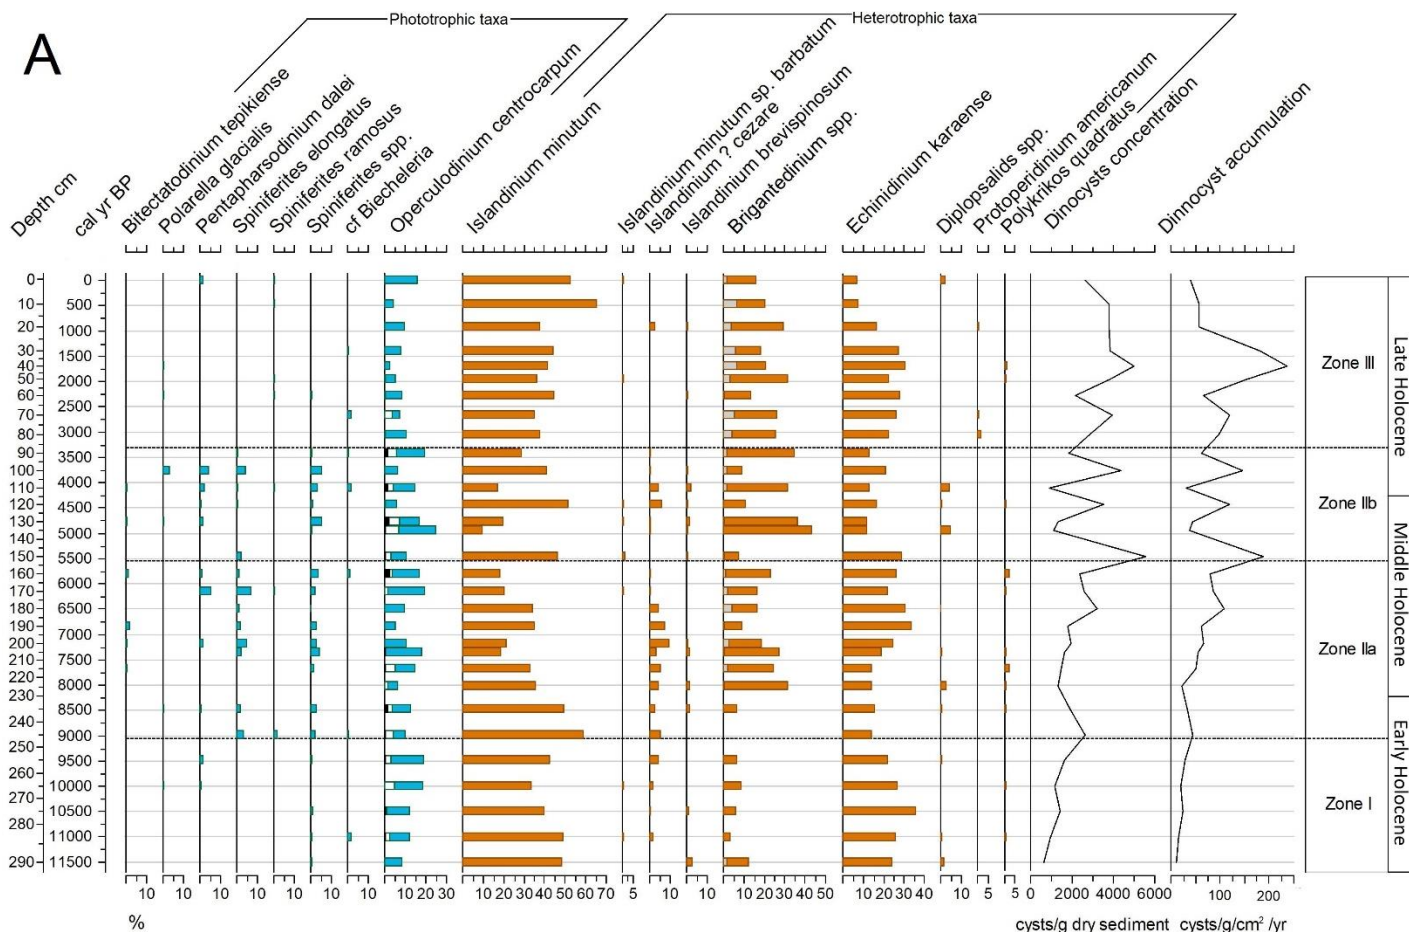 A
Phototrophic taxa
Heterotrophic taxa
Depth cm
cal yr BP
Bitectatodinium tepikiense
Polarella glacialis
Pentapharsodinium dalei
Spiniferites elongatus
Spiniferites ramosus
Spiniferites spp.
cf Biecheleria
Operculodinium centrocarpum
Islandinium minutum
Islandinium minutum sp. barbatum
Islandinium ? cezare
Islandinium brevispinosum
Brigantedinium spp.
Echinidinium karaense
Diplopsalids spp.
Protoperidinium americanum
Polykrikos quadratus
Dinocysts concentration
Dinnocyst accumulation
0 0
10 500
20 1000
30 1500
40
50 2000
60 2500
70
80 3000
90 3500
100 4000
110
120 4500
130
140 5000
150 5500
160 6000
170
180 6500
190 7000
200
210 7500
220 8000
230
8500
240 9000
250 9500
260 10000
270
280 10500
11000
290 11500
Zone III
Zone IIb
Zone IIa
Zone I
Late Holocene
Middle Holocene
Early Holocene
10 10 10 10 10 10 10 0 10 20 30 0 10 20 30 40 50 60 70 5 10 10 0 10 20 30 40 50 0 10 20 30 40 10 5 5 0 2000 4000 6000 100 200
%
cysts/g dry sediment
cysts/g/cm² /yr